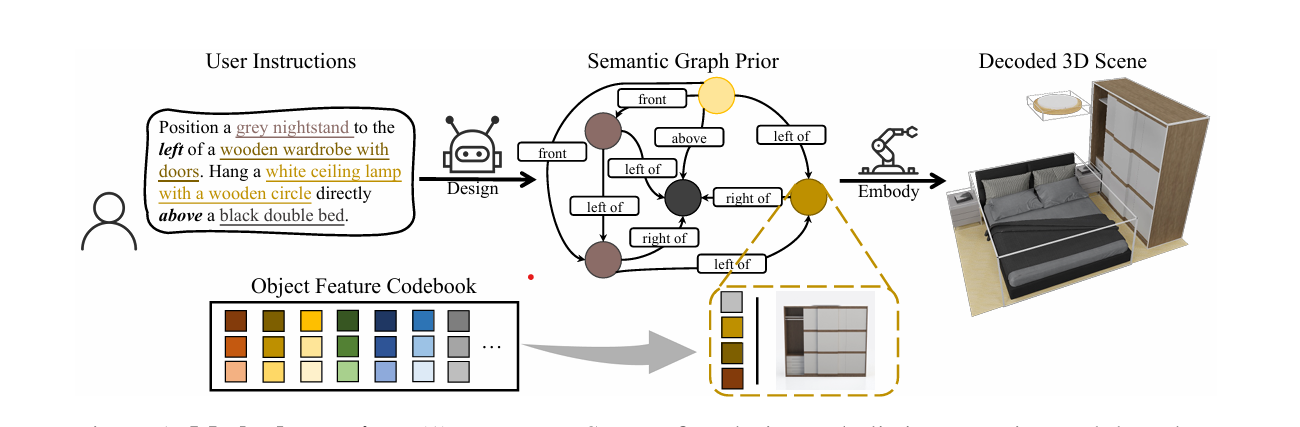 User Instructions
Position a grey nightstand to the
left of a wooden wardrobe with
doors. Hang a white ceiling lamp
with a wooden circle directly
above a black double bed.
Design
Semantic Graph Prior
front
above
left of
front
left of
right of
left of
right of
left of
Embody
Decoded 3D Scene
Object Feature Codebook
...